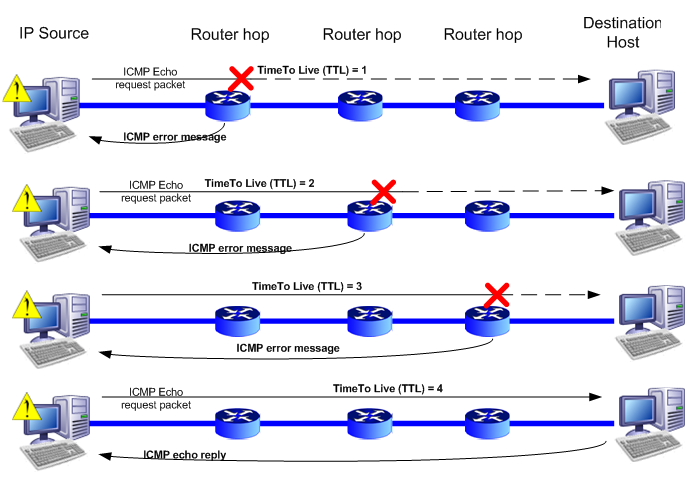 IP Source
Router hop
Router hop
Router hop
Destination
Host
ICMP Echo
request packet
TimeTo Live (TTL) = 1
ICMP error message
ICMP Echo
request packet
TimeTo Live (TTL) = 2
ICMP error message
TimeTo Live (TTL) = 3
ICMP error message
ICMP Echo
request packet
TimeTo Live (TTL) = 4
ICMP echo reply